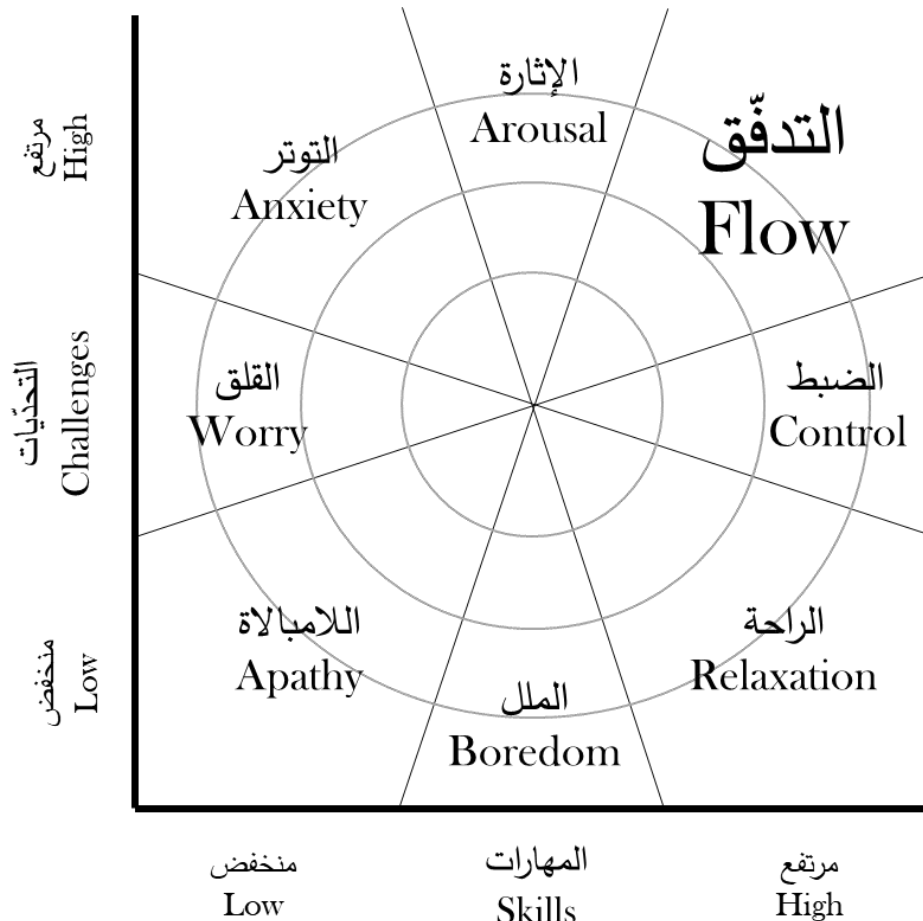 الإثارة
Arousal
التدفّق
Flow
التوتر
Anxiety
مرتفع
High
القلق
Worry
الضبط
Control
التحدّيات
Challenges
اللامبالاة
Apathy
الراحة
Relaxation
منخفض
Low
الملل
Boredom
منخفض
Low
المهارات
Skills
مرتفع
High